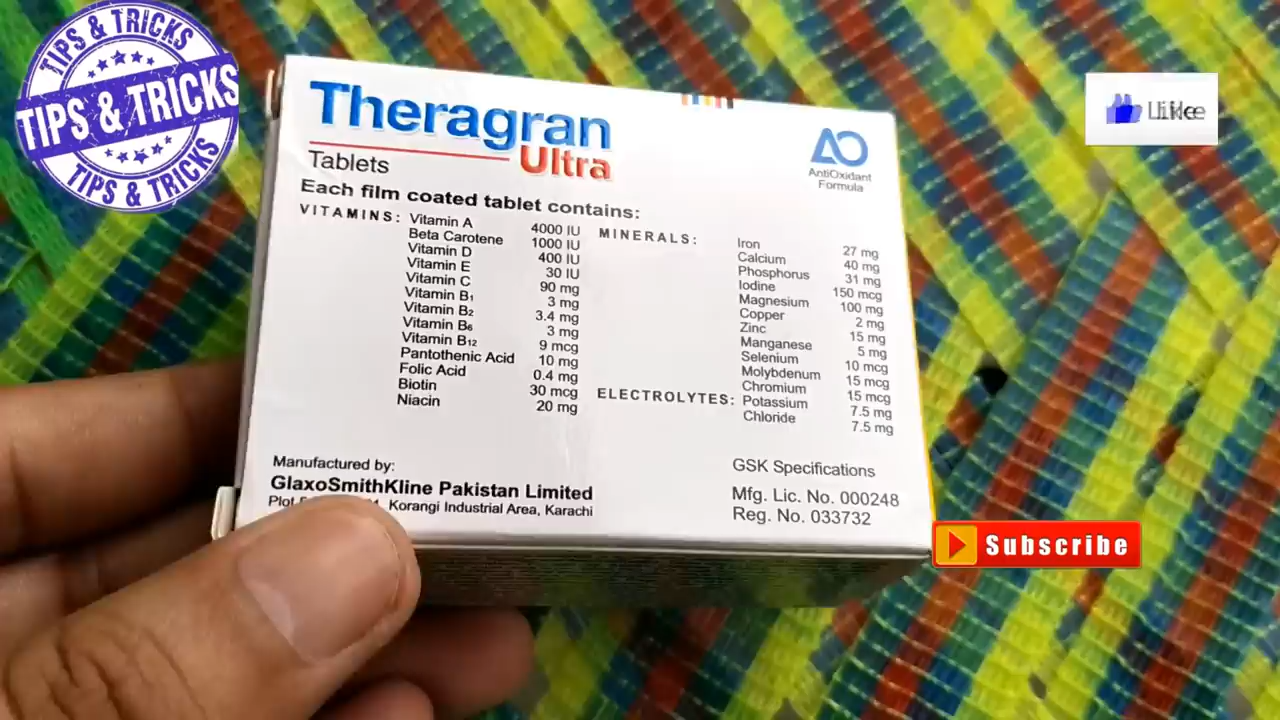 TIPS & TRICKS
TIPS & TRICKS
TIPS & TRICKS
Like
Theragran
Ultra
Tablets
AO
AntiOxidant
Formula
Each film coated tablet contains:
VITAMINS:
Vitamin A 4000 IU
Beta Carotene 1000 IU
Vitamin D 400 IU
Vitamin E 30 IU
Vitamin C 90 mg
Vitamin B1 3 mg
Vitamin B2 3.4 mg
Vitamin B6 3 mg
Vitamin B12 9 mcg
Pantothenic Acid 10 mg
Folic Acid 0.4 mg
Biotin 30 mcg
Niacin 20 mg
MINERALS:
Iron 27 mg
Calcium 40 mg
Phosphorus 31 mg
Iodine 150 mcg
Magnesium 100 mg
Copper 2 mg
Zinc 15 mg
Manganese 5 mg
Selenium 10 mcg
Molybdenum 15 mcg
Chromium 15 mcg
ELECTROLYTES:
Potassium 7.5 mg
Chloride 7.5 mg
Manufactured by:
GlaxoSmithKline Pakistan Limited
Plot Korangi Industrial Area, Karachi
GSK Specifications
Mfg. Lic. No. 000248
Reg. No. 033732
Subscribe